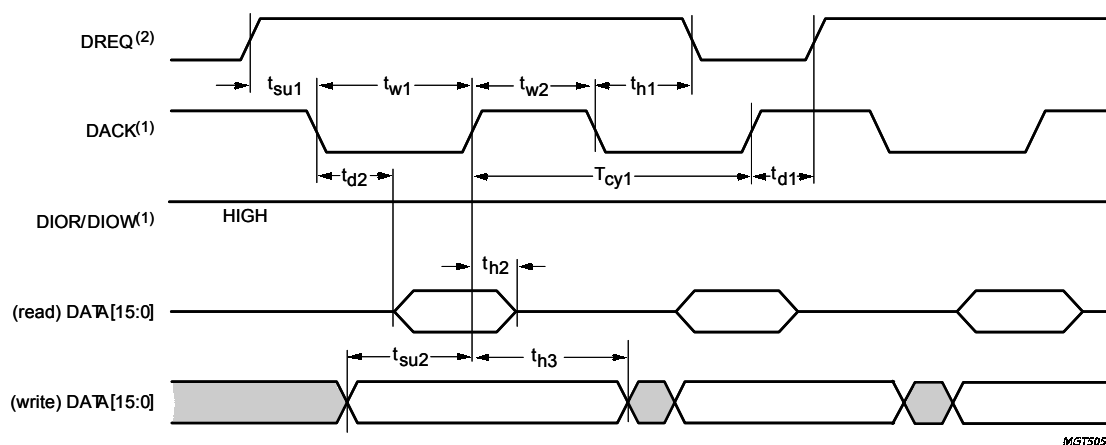 DREQ(2)
tsu1
tw1
tw2
th1
DACK(1)
td2
Tcy1
td1
DIOR/DIOW(1)
HIGH
th2
(read) DATA[15:0]
tsu2
th3
(write) DATA[15:0]
MGT505